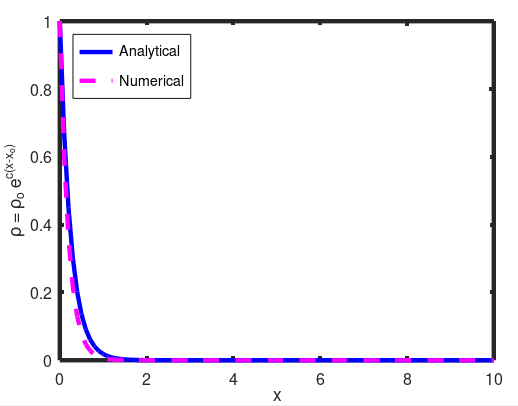 Analytical
Numerical
ρ = ρ₀ e^c(x-x₀)
1
0.8
0.6
0.4
0.2
0
0 2 4 6 8 10
x